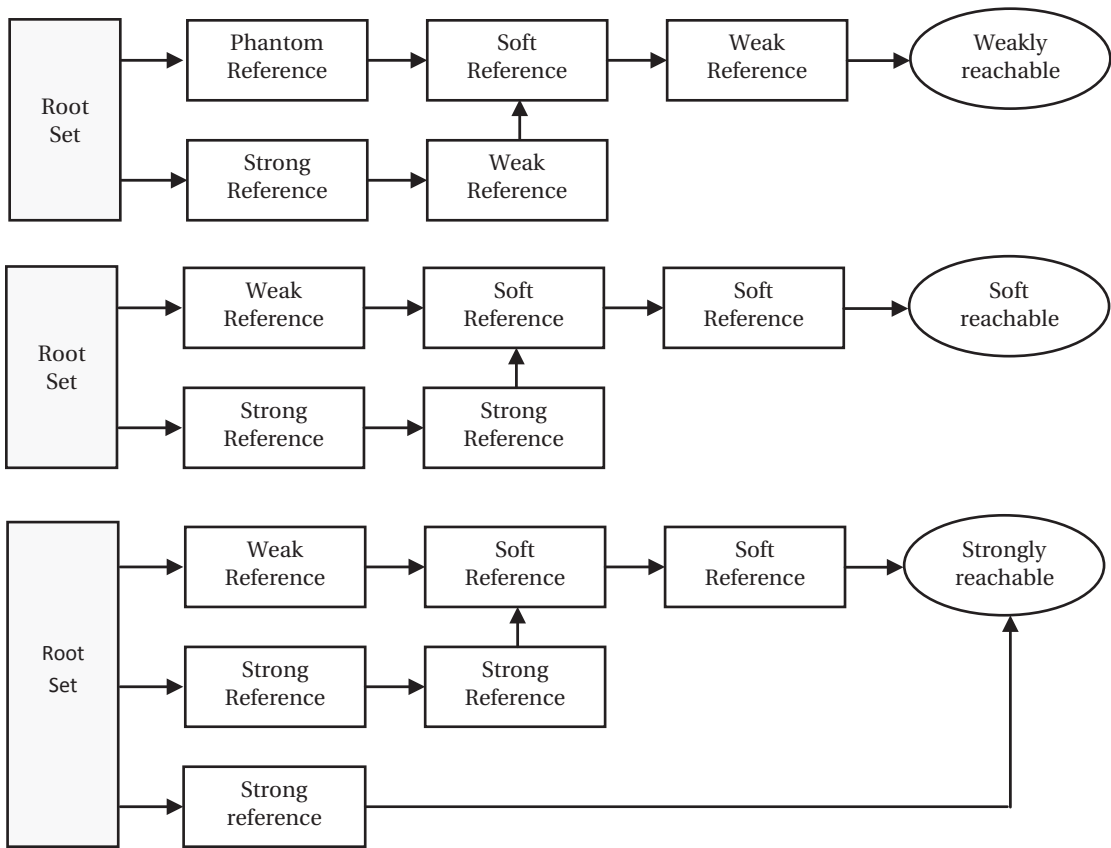 Root
Set
Phantom
Reference
Soft
Reference
Weak
Reference
Weakly
reachable
Strong
Reference
Weak
Reference
Root
Set
Weak
Reference
Soft
Reference
Soft
Reference
Soft
reachable
Strong
Reference
Strong
Reference
Root
Set
Weak
Reference
Soft
Reference
Soft
Reference
Strongly
reachable
Strong
Reference
Strong
Reference
Strong
reference